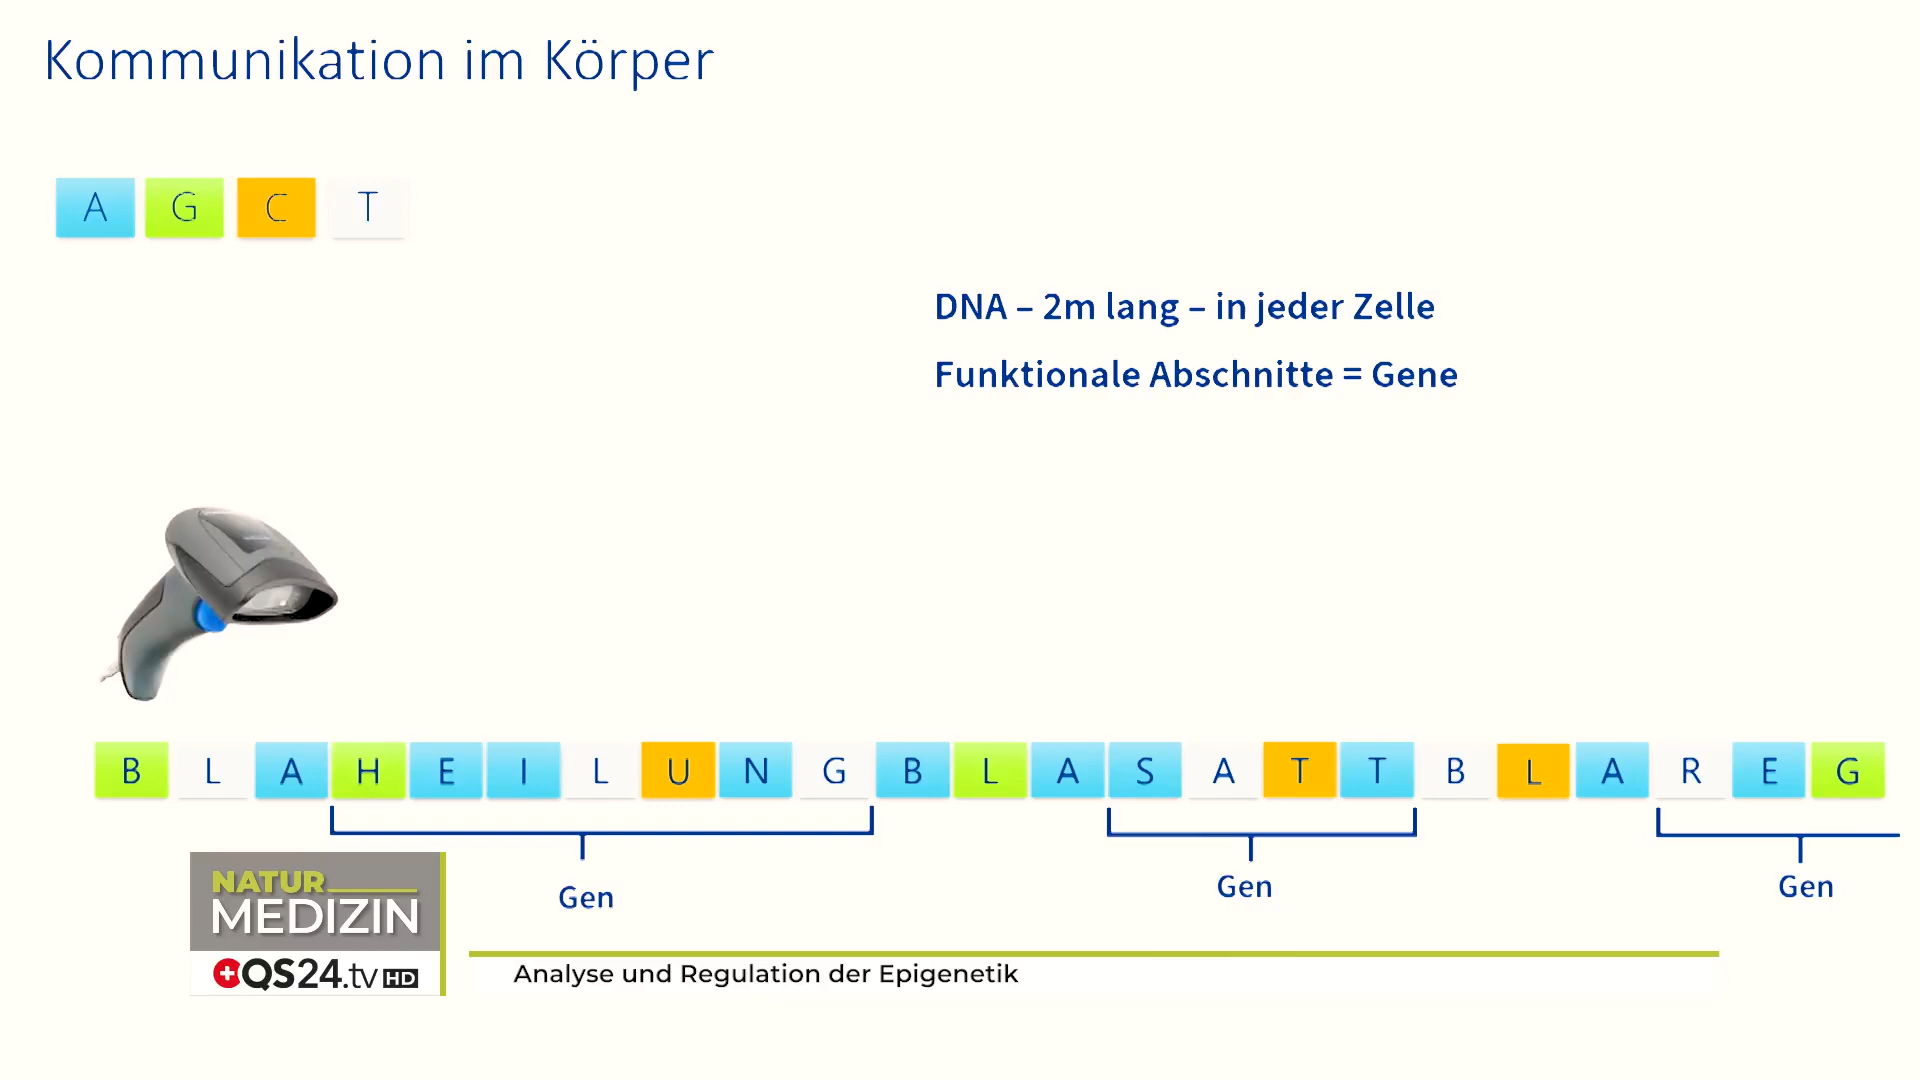 Kommunikation im Körper
A G C T
DNA – 2m lang – in jeder Zelle
Funktionale Abschnitte = Gene
B L A H E I L U N G B L A S A T T B L A R E G
Gen Gen Gen
NATUR
MEDIZIN
QS24.tv HD
Analyse und Regulation der Epigenetik